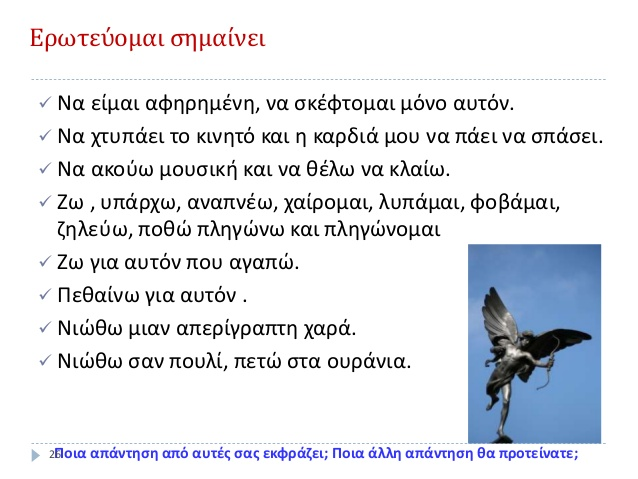 Ερωτεύομαι σημαίνει
Να είμαι αφηρημένη, να σκέφτομαι μόνο αυτόν.
Να χτυπάει το κινητό και η καρδιά μου να πάει να σπάσει.
Να ακούω μουσική και να θέλω να κλαίω.
Ζω , υπάρχω, αναπνέω, χαίρομαι, λυπάμαι, φοβάμαι,
ζηλεύω, ποθώ πληγώνω και πληγώνομαι
Ζω για αυτόν που αγαπώ.
Πεθαίνω για αυτόν .
Νιώθω μιαν απερίγραπτη χαρά.
Νιώθω σαν πουλί, πετώ στα ουράνια.
Ποια απάντηση από αυτές σας εκφράζει; Ποια άλλη απάντηση θα προτείνατε;